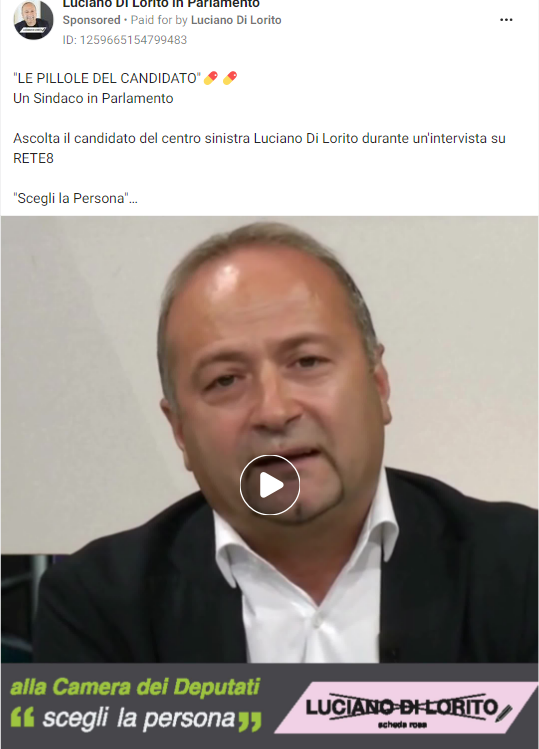 Luciano Di Lorito in Parlamento
Sponsored • Paid for by Luciano Di Lorito
ID: 1259665154799483
"LE PILLOLE DEL CANDIDATO"💊 💊
Un Sindaco in Parlamento
Ascolta il candidato del centro sinistra Luciano Di Lorito durante un'intervista su
RETE8
"Scegli la Persona"...
alla Camera dei Deputati
“ scegli la persona ”
LUCIANO DI LORITO
scheda rosa